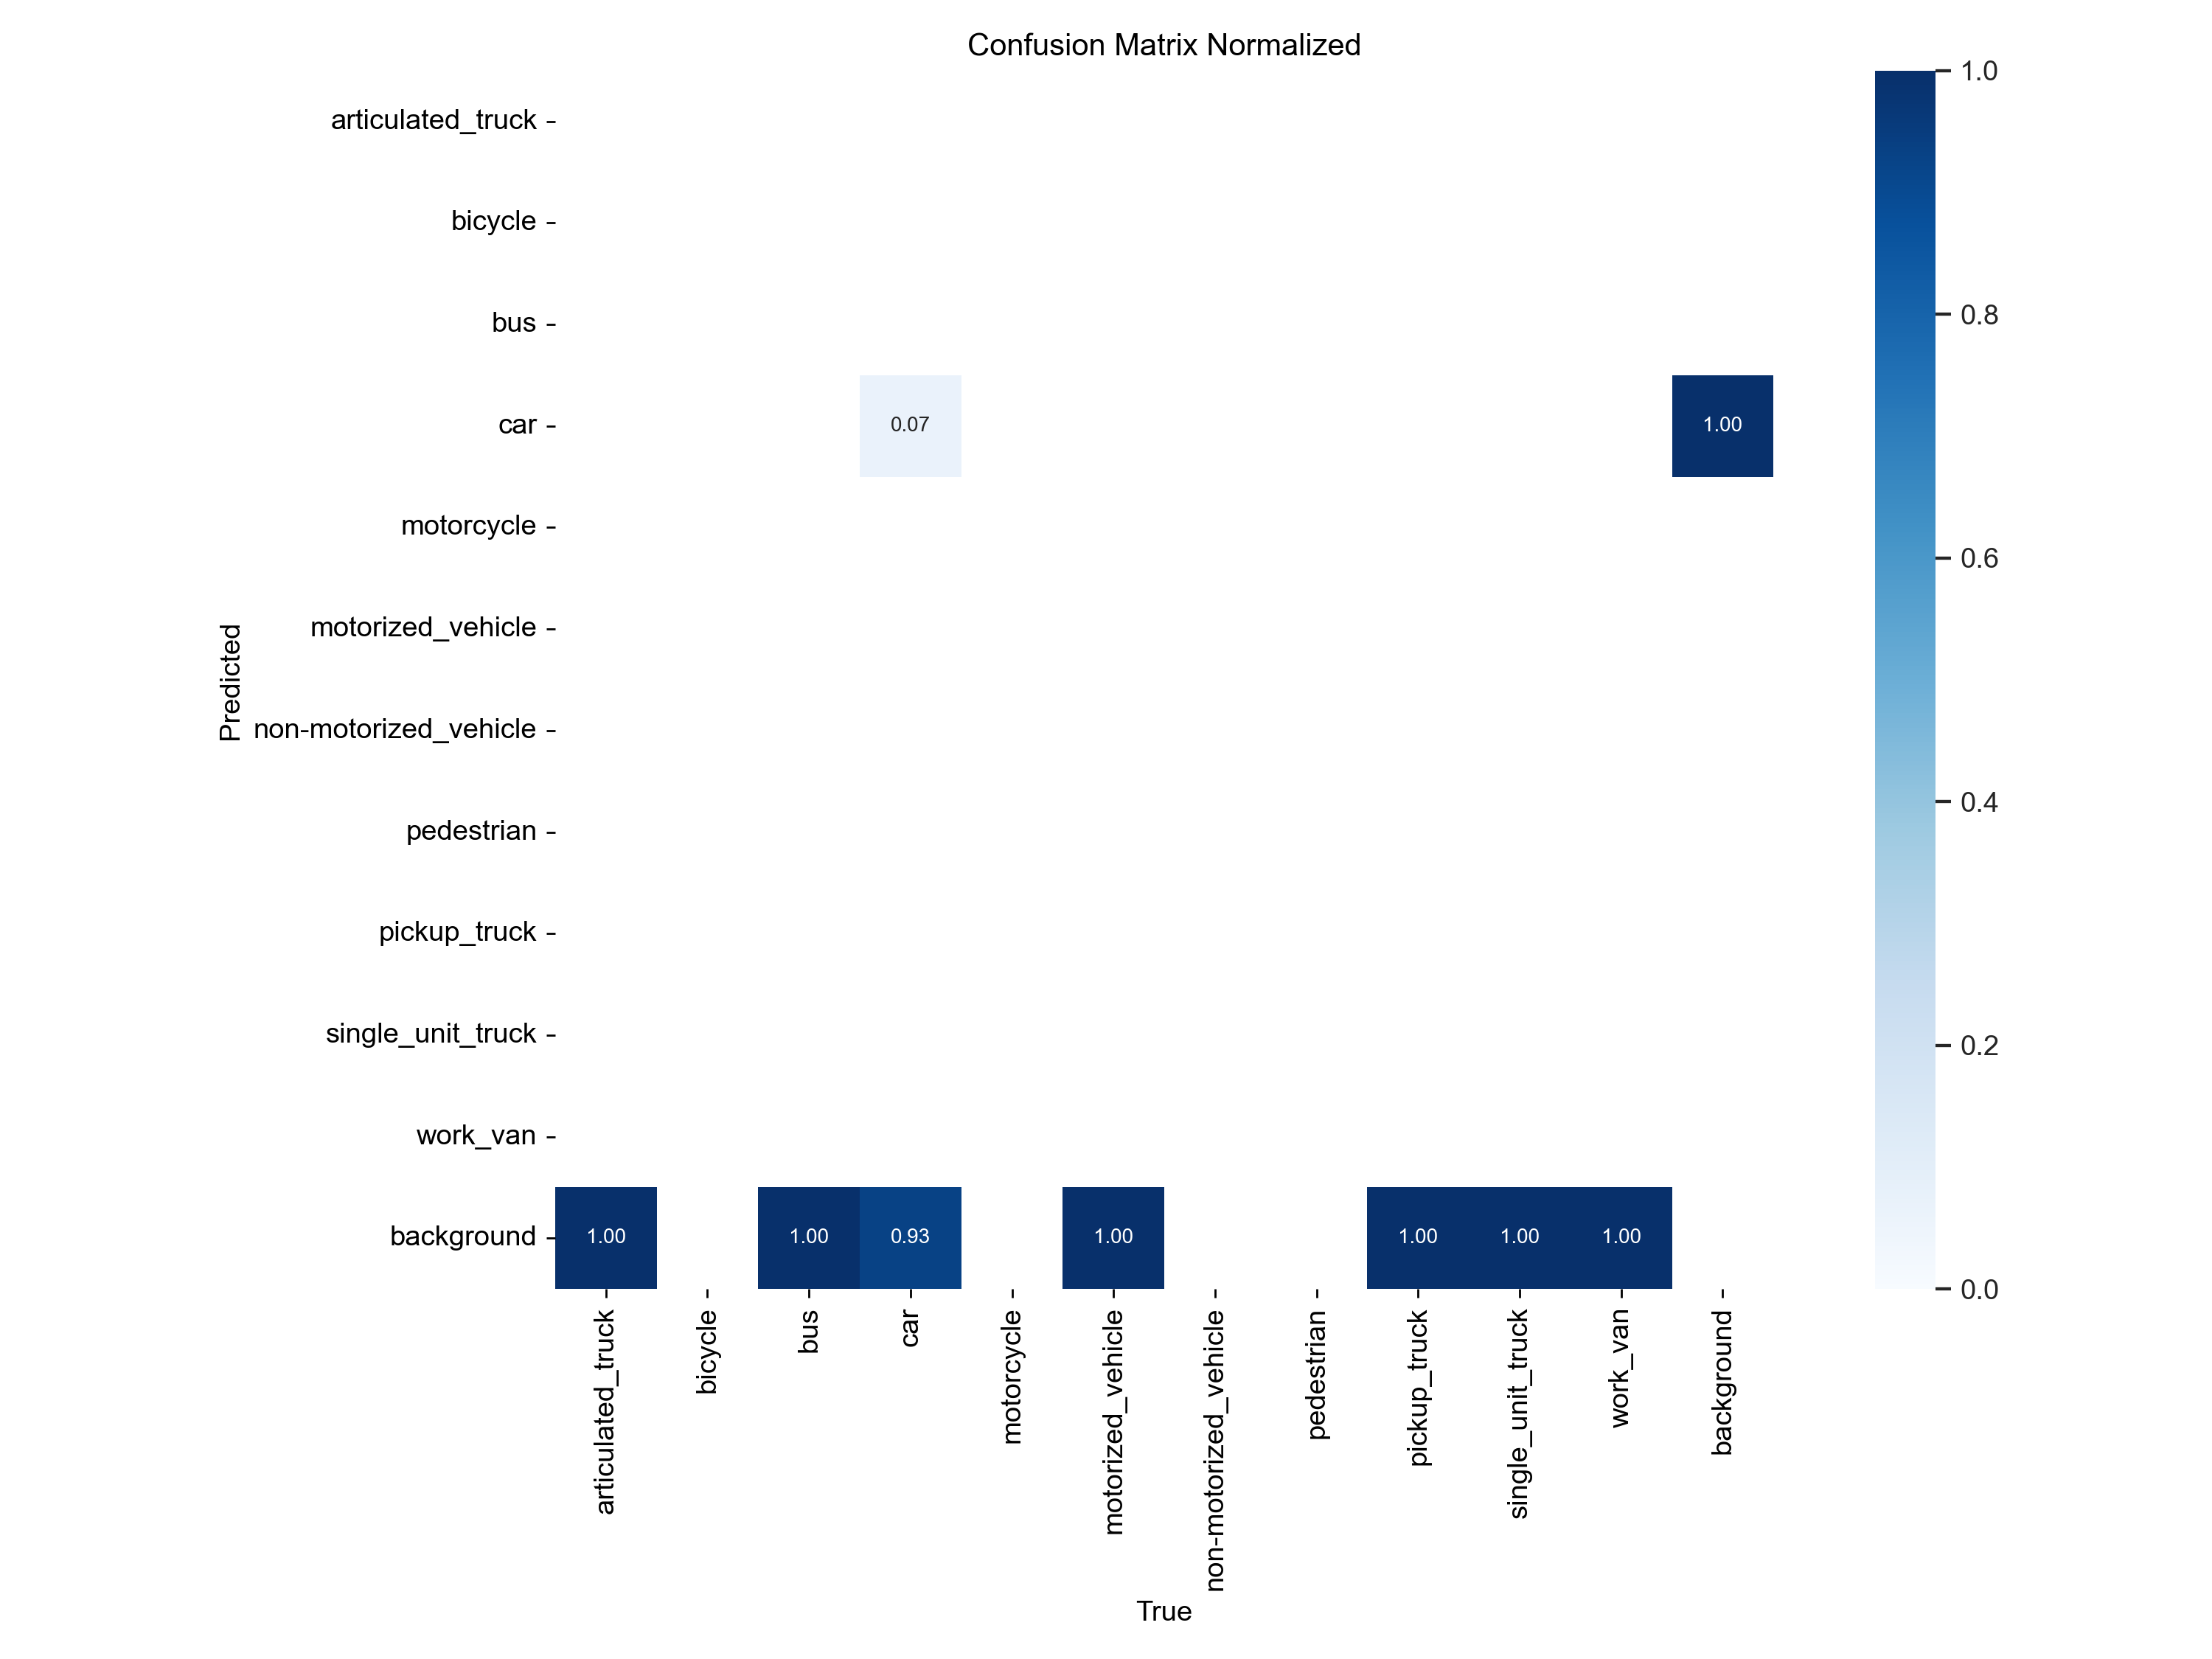 Confusion Matrix Normalized
articulated_truck
bicycle
bus
car
motorcycle
motorized_vehicle
non-motorized_vehicle
pedestrian
pickup_truck
single_unit_truck
work_van
background
Predicted
0.07
1.00
1.00
1.00
0.93
1.00
1.00
1.00
1.00
articulated_truck
bicycle
bus
car
motorcycle
motorized_vehicle
non-motorized_vehicle
pedestrian
pickup_truck
single_unit_truck
work_van
background
True
1.0
0.8
0.6
0.4
0.2
0.0